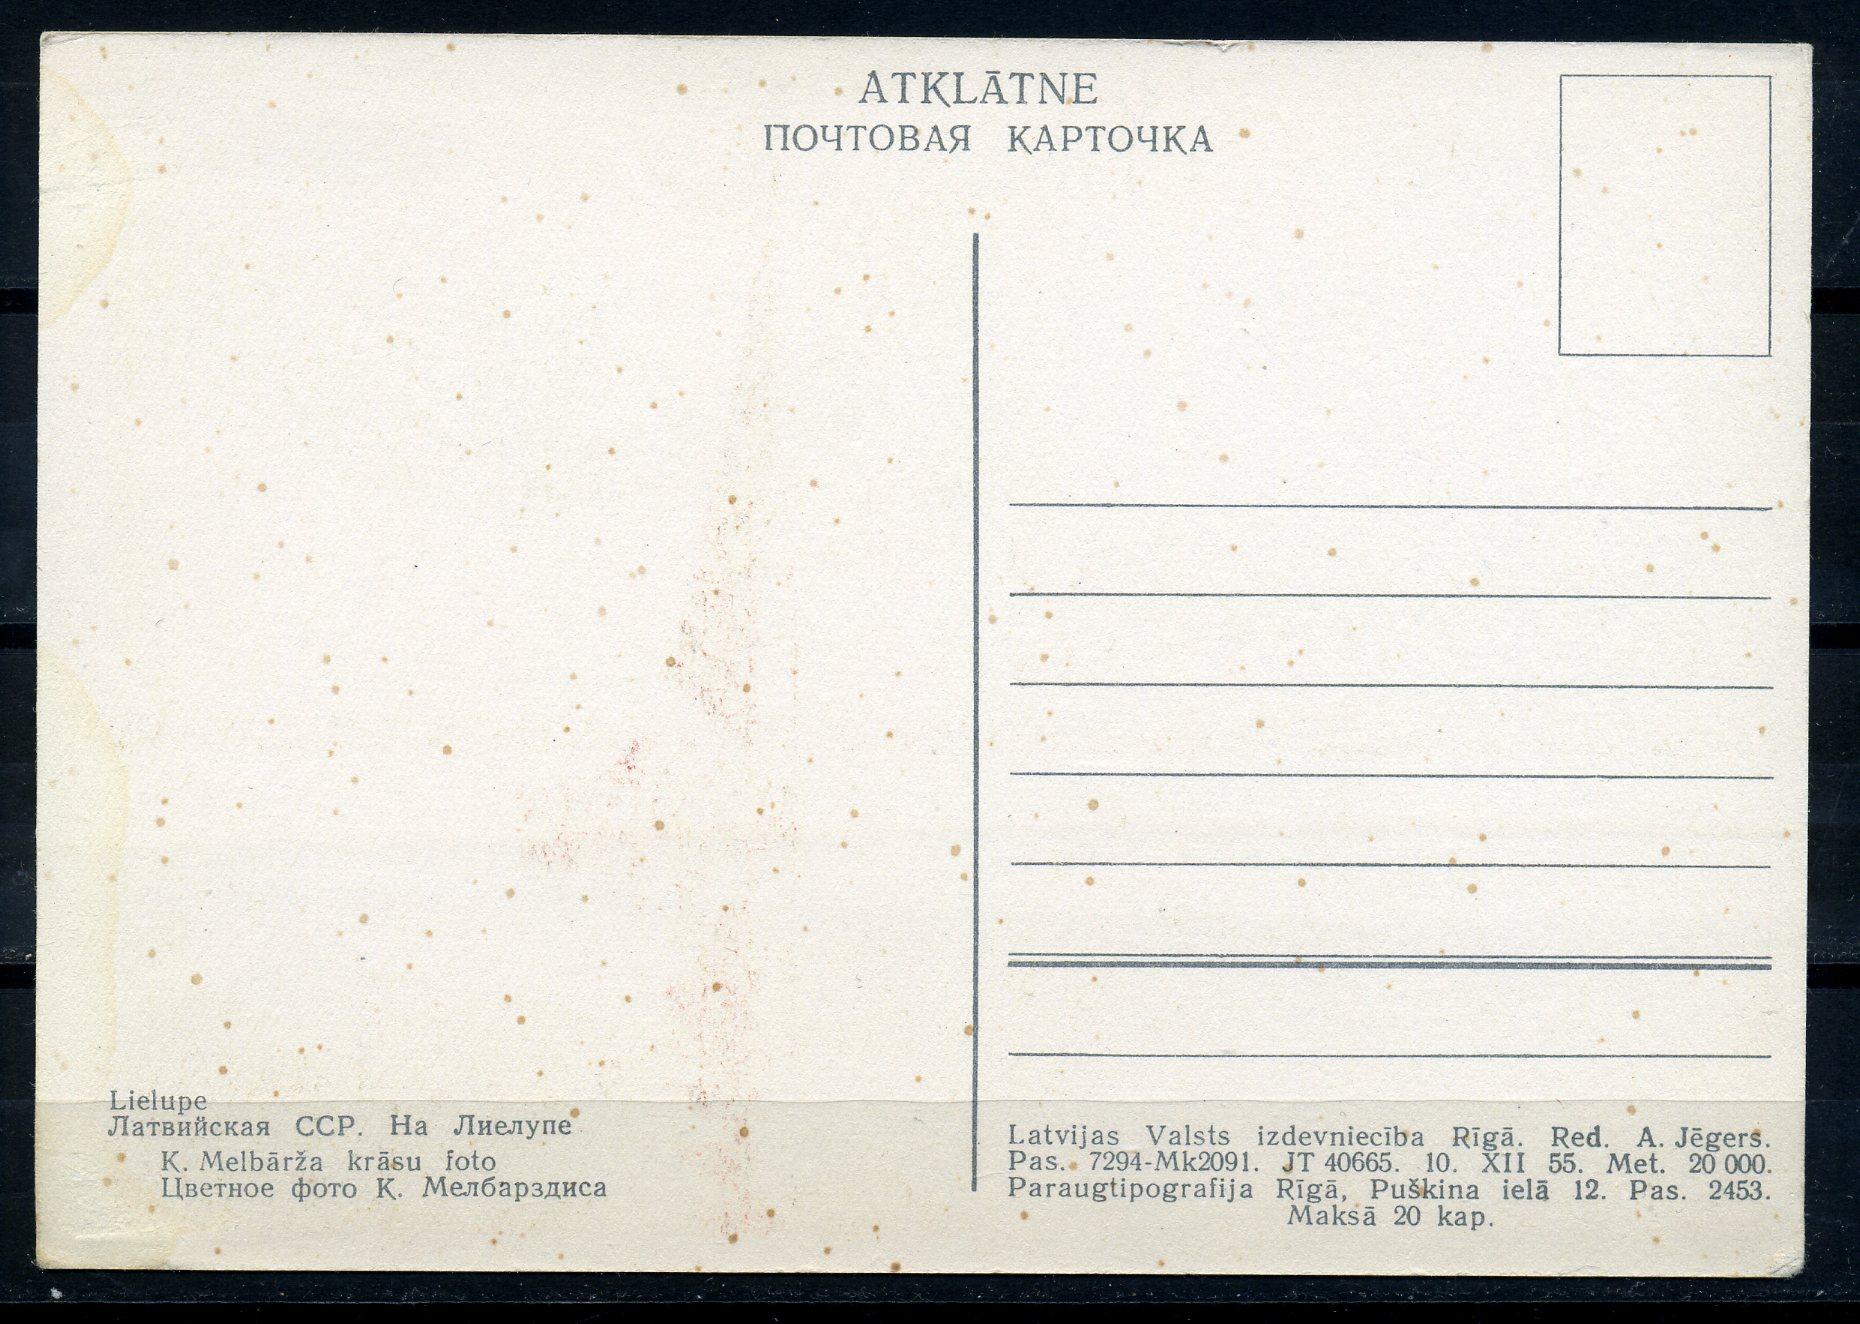 ATKLĀTNE
ПОЧТОВАЯ КАРТОЧКА
Lielupe
Латвийская ССР. На Лиелупе
K. Melbārža krāsu foto
Цветное фото К. Мелбарздиса
Latvijas Valsts izdevniecība Rīgā. Red. A. Jēgers.
Pas. 7294-Mk2091. JT 40665. 10. XII 55. Met. 20 000.
Paraugtipografija Rīgā, Puškina ielā 12. Pas. 2453.
Maksā 20 kap.